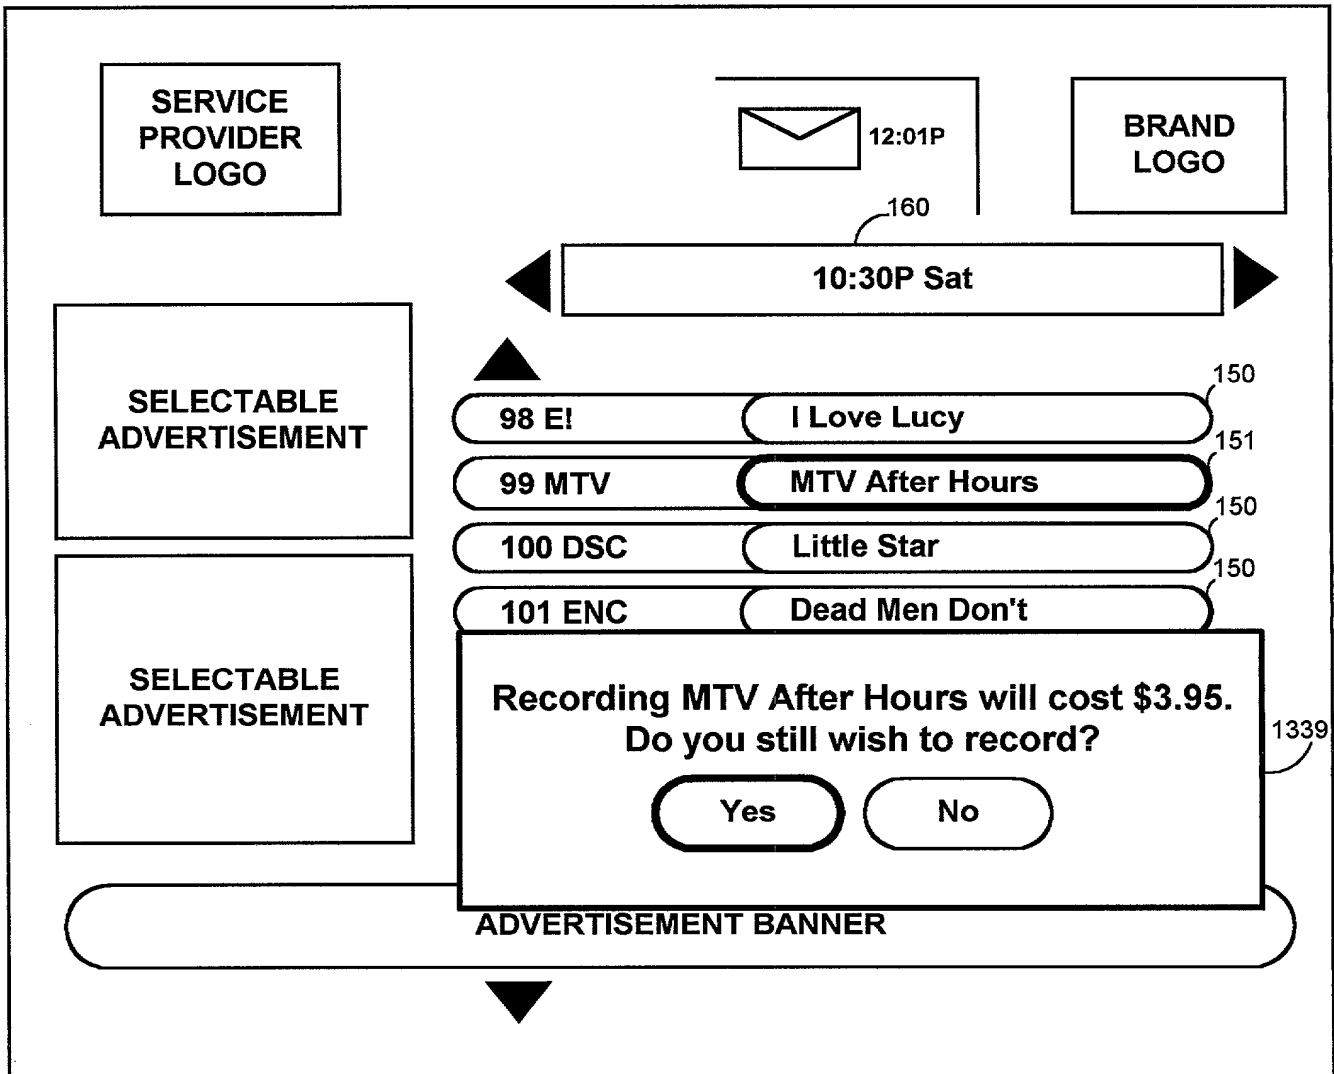 SERVICE
PROVIDER
LOGO
12:01P
BRAND
LOGO
160
10:30P Sat
SELECTABLE
ADVERTISEMENT
150
98 E! I Love Lucy
151
99 MTV MTV After Hours
150
100 DSC Little Star
150
101 ENC Dead Men Don't
SELECTABLE
ADVERTISEMENT
Recording MTV After Hours will cost $3.95.
Do you still wish to record?
1339
Yes No
ADVERTISEMENT BANNER